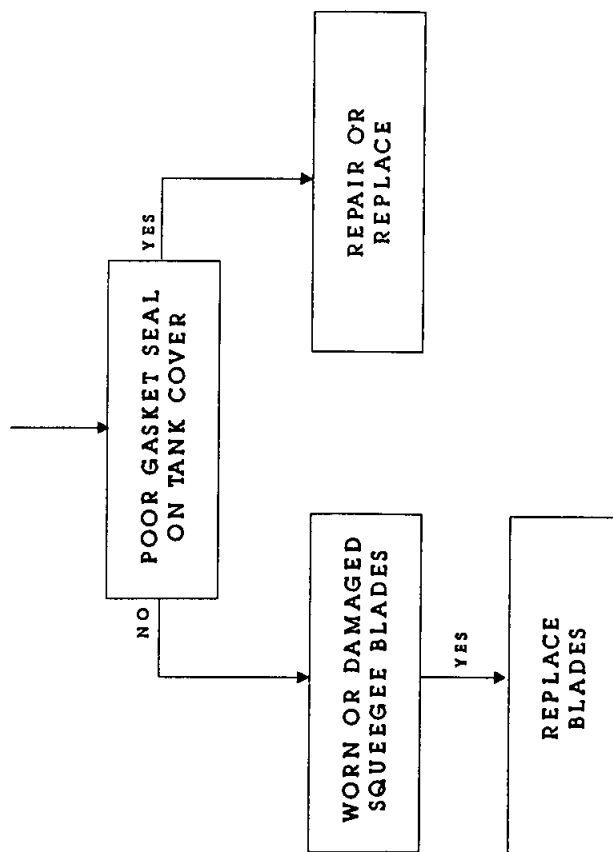 POOR GASKET SEAL
ON TANK COVER
YES
REPAIR OR
REPLACE
NO
WORN OR DAMAGED
SQUEEGEE BLADES
YES
REPLACE
BLADES